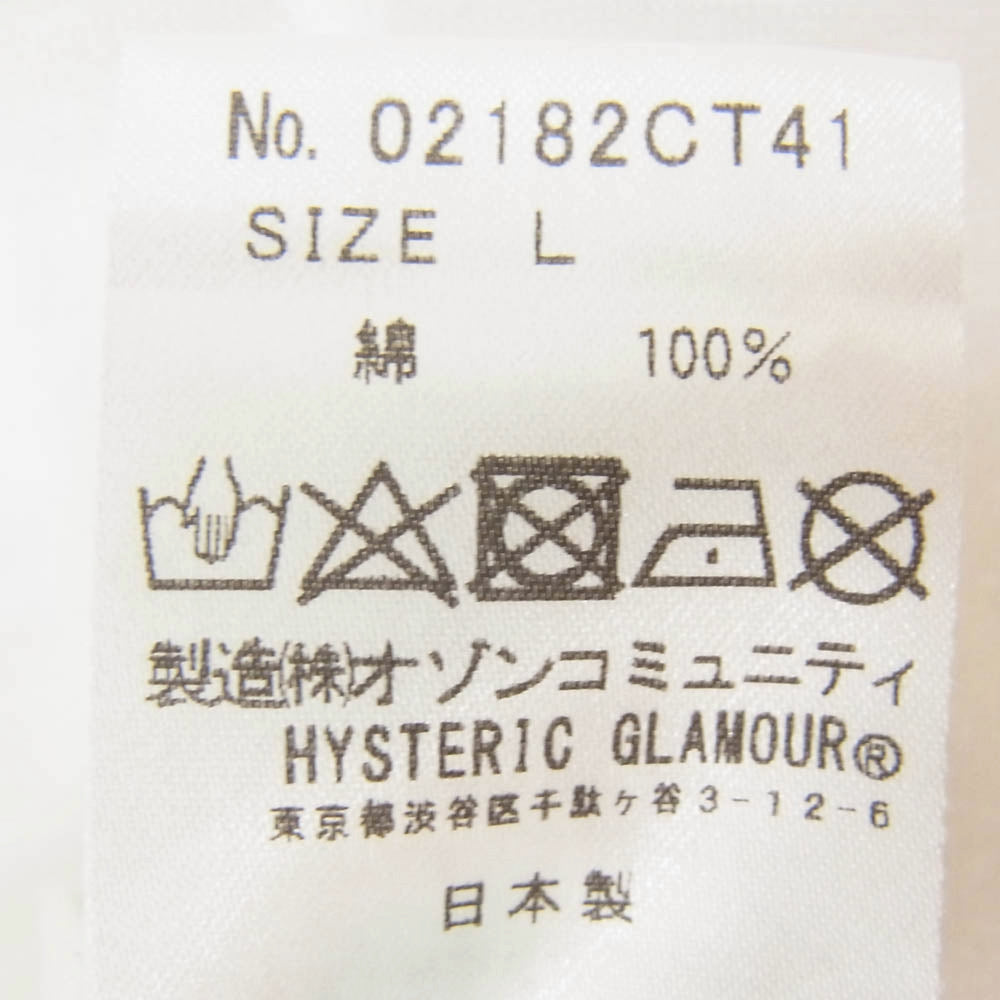 No. 02182CT41
SIZE L
綿 100%
製造(株)オゾンコミュニティ
HYSTERIC GLAMOUR®
東京都渋谷区千駄ヶ谷3-12-6
日本製